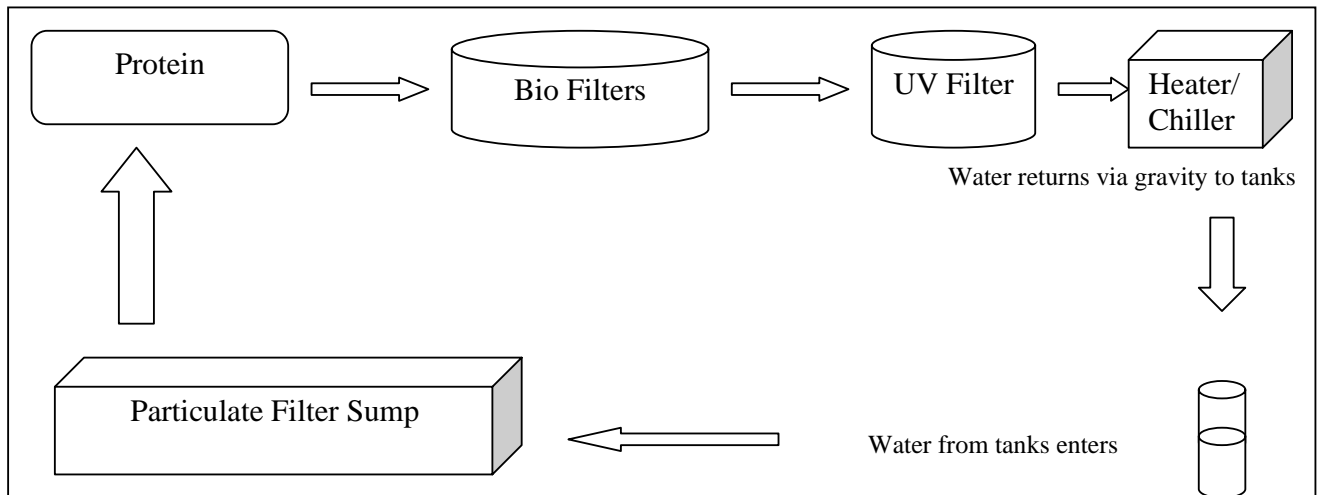 Protein
Bio Filters
UV Filter
Heater/
Chiller
Water returns via gravity to tanks
Particulate Filter Sump
Water from tanks enters